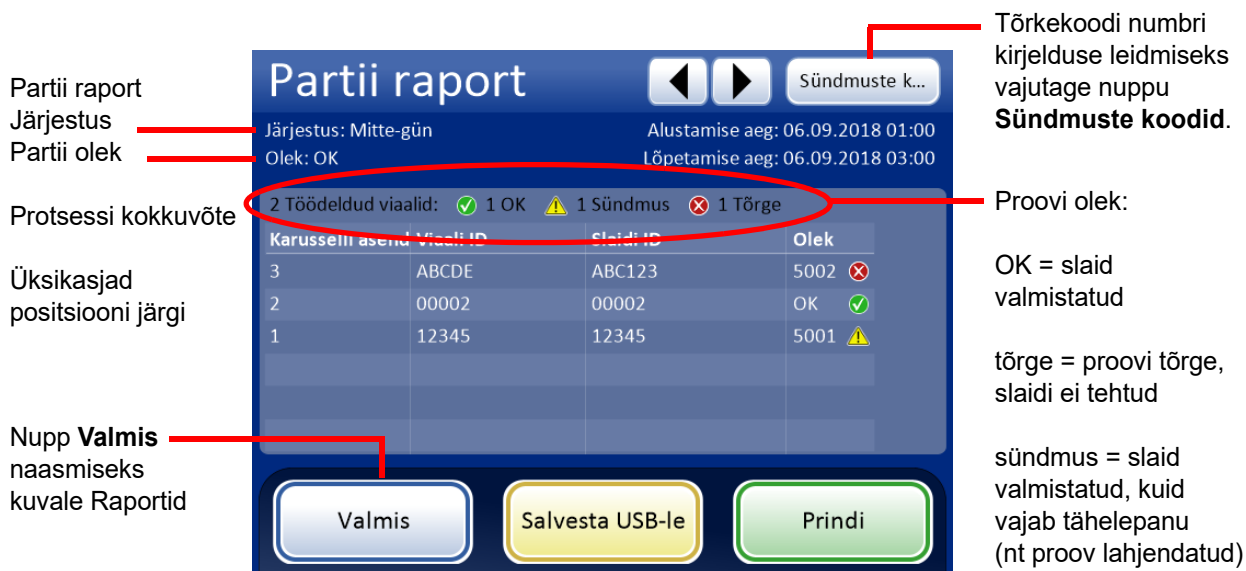 Partii raport
Järjestus
Partii olek
Protsessi kokkuvõte
Üksikasjad
positsiooni järgi
Nupp Valmis
naasmiseks
kuvale Raportid
Partii raport
Sündmuste k...
Järjestus: Mitte-gün
Alustamise aeg: 06.09.2018 01:00
Olek: OK
Lõpetamise aeg: 06.09.2018 03:00
2 Töödeldud viaalid: 1 OK 1 Sündmus 1 Tõrge
Karusselli asend Viaali ID Slaidi ID Olek
3 ABCDE ABC123 5002
2 00002 00002 OK
1 12345 12345 5001
Valmis
Salvesta USB-le
Prindi
Tõrkekoodi numbri
kirjelduse leidmiseks
vajutage nuppu
Sündmuste koodid.
Proovi olek:
OK = slaid
valmistatud
tõrge = proovi tõrge,
slaidi ei tehtud
sündmus = slaid
valmistatud, kuid
vajab tähelepanu
(nt proov lahjendatud)